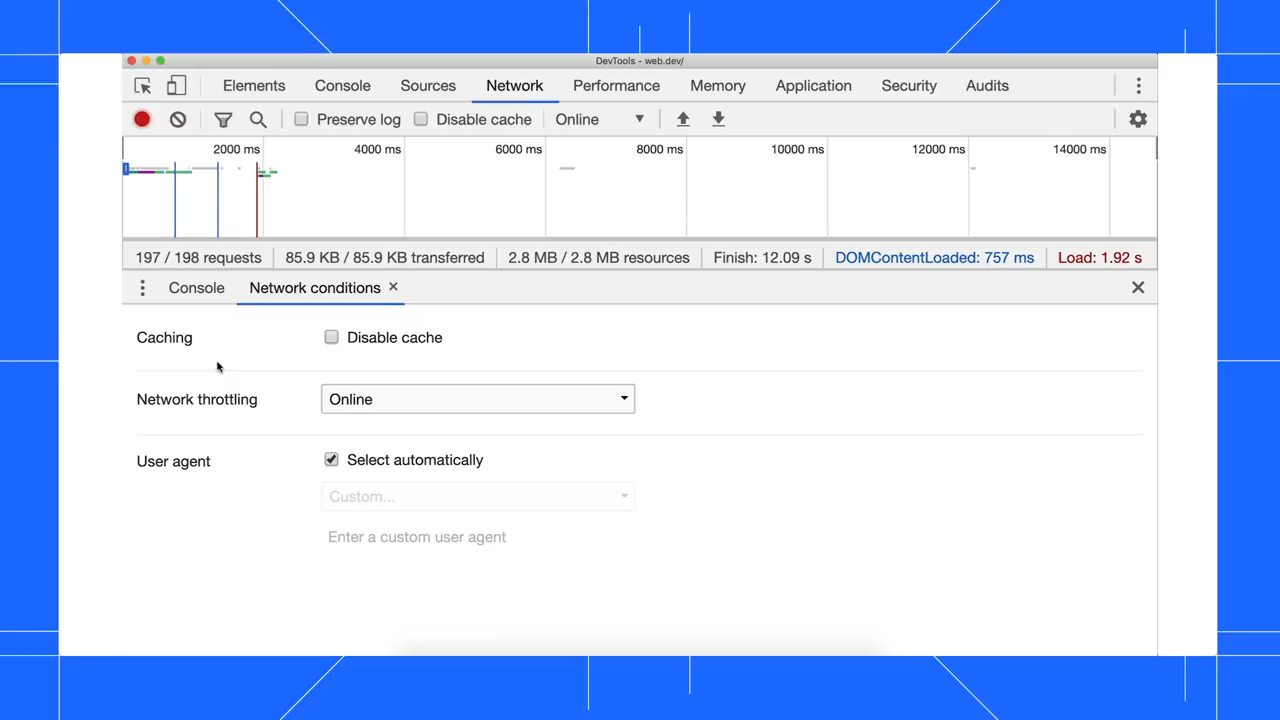 DevTools - web.dev/
Elements Console Sources Network Performance Memory Application Security Audits
Preserve log Disable cache Online
2000 ms 4000 ms 6000 ms 8000 ms 10000 ms 12000 ms 14000 ms
197 / 198 requests 85.9 KB / 85.9 KB transferred 2.8 MB / 2.8 MB resources Finish: 12.09 s DOMContentLoaded: 757 ms Load: 1.92 s
Console Network conditions
Caching Disable cache
Network throttling Online
User agent Select automatically
Custom...
Enter a custom user agent